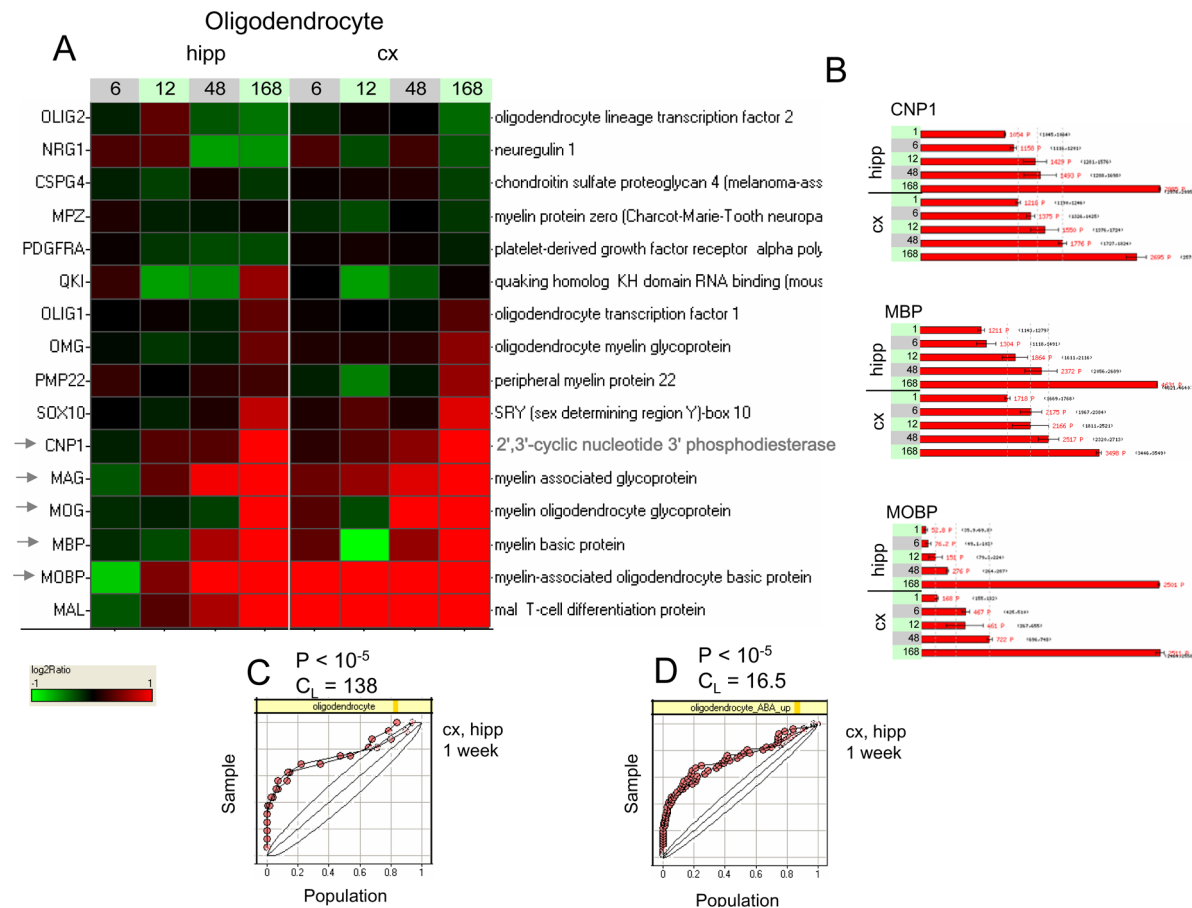 Oligodendrocyte
A
hipp
cx
6 12 48 168 6 12 48 168
OLIG2 oligodendrocyte lineage transcription factor 2
NRG1 neuregulin 1
CSPG4 chondroitin sulfate proteoglycan 4 (melanoma-ass
MPZ myelin protein zero (Charcot-Marie-Tooth neuropa
PDGFRA platelet-derived growth factor receptor alpha poly
QKI quaking homolog KH domain RNA binding (mous
OLIG1 oligodendrocyte transcription factor 1
OMG oligodendrocyte myelin glycoprotein
PMP22 peripheral myelin protein 22
SOX10 SRY (sex determining region Y)-box 10
CNP1 2',3'-cyclic nucleotide 3' phosphodiesterase
MAG myelin associated glycoprotein
MOG myelin oligodendrocyte glycoprotein
MBP myelin basic protein
MOBP myelin-associated oligodendrocyte basic protein
MAL mal T-cell differentiation protein
log2Ratio
-1 1
B
CNP1
hipp
1 1054 P
6 1158 P
12 1429 P
48 1493 P
168
cx
1 1216 P
6 1375 P
12 1550 P
48 1776 P
168 2695 P
MBP
hipp
1 1211 P
6 1304 P
12 1864 P
48 2372 P
168 4631 P
cx
1 1718 P
6 2175 P
12 2166 P
48 2517 P
168 3498 P
MOBP
hipp
1 52.8 P
6 76.2 P
12 151 P
48 276 P
168 2501 P
cx
1 168 P
6 467 P
12 461 P
48 722 P
168 2511 P
C
P < 10-5
CL = 138
oligodendrocyte
cx, hipp
1 week
Sample
0 0.2 0.4 0.6 0.8 1
Population
D
P < 10-5
CL = 16.5
oligodendrocyte_ABA_up
cx, hipp
1 week
Sample
0 0.2 0.4 0.6 0.8 1
Population